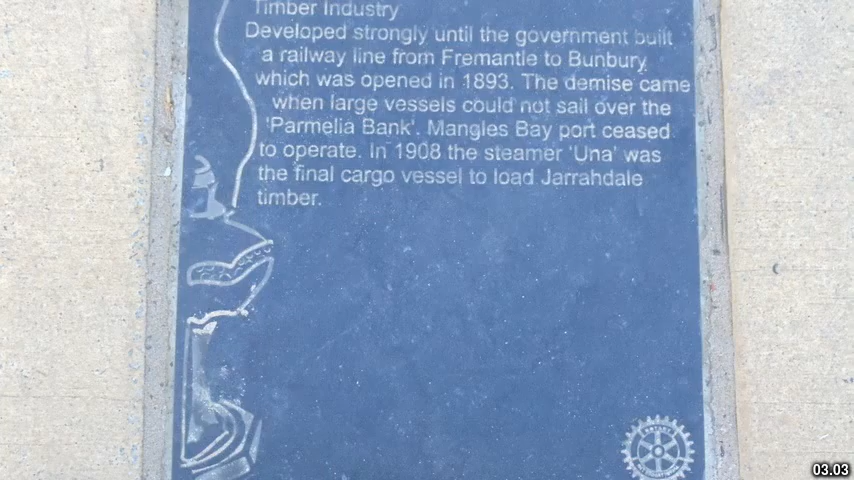 Timber Industry
Developed strongly until the government built
a railway line from Fremantle to Bunbury
which was opened in 1893. The demise came
when large vessels could not sail over the
'Parmelia Bank'. Mangles Bay port ceased
to operate. In 1908 the steamer 'Una' was
the final cargo vessel to load Jarrahdale
timber.
ROTARY
INTERNATIONAL
03.03